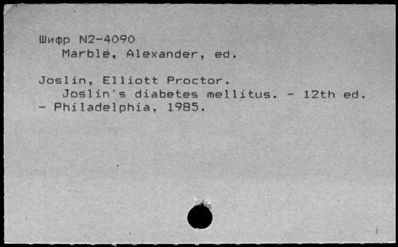 Шифр N2-4090
Marble, Alexander, ed.
Joslin, Elliott Proctor.
Joslin's diabetes mellitus. - 12th ed.
- Philadelphia, 1985.